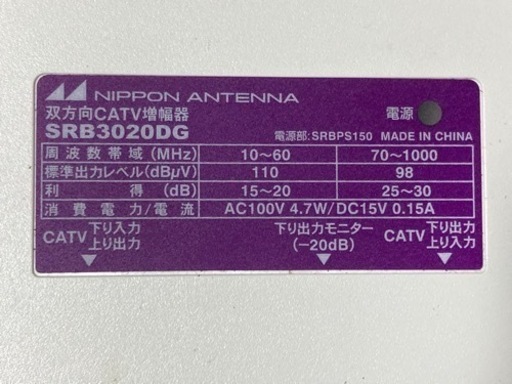 NIPPON ANTENNA
双方向CATV増幅器
SRB3020DG
電源
電源部:SRBPS150 MADE IN CHINA
周波数帯域(MHz) 10〜60 70〜1000
標準出力レベル(dBμV) 110 98
利得(dB) 15〜20 25〜30
消費電力/電流 AC100V 4.7W/DC15V 0.15A
CATV 下り入力 上り出力
下り出力モニター
(−20dB)
CATV 下り出力 上り入力